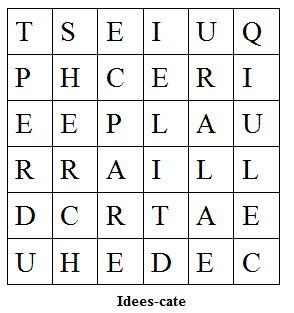 T S E I U Q
P H C E R I
E E P L A U
R R A I L L
D C R T A E
U H E D E C
Idees-cate